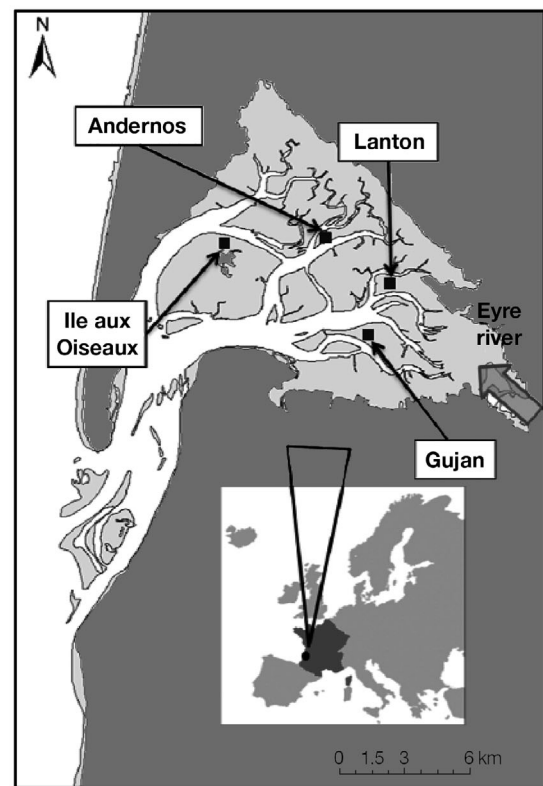 N
Andernos
Lanton
Ile aux
Oiseaux
Eyre
river
Gujan
0 1.5 3 6 km